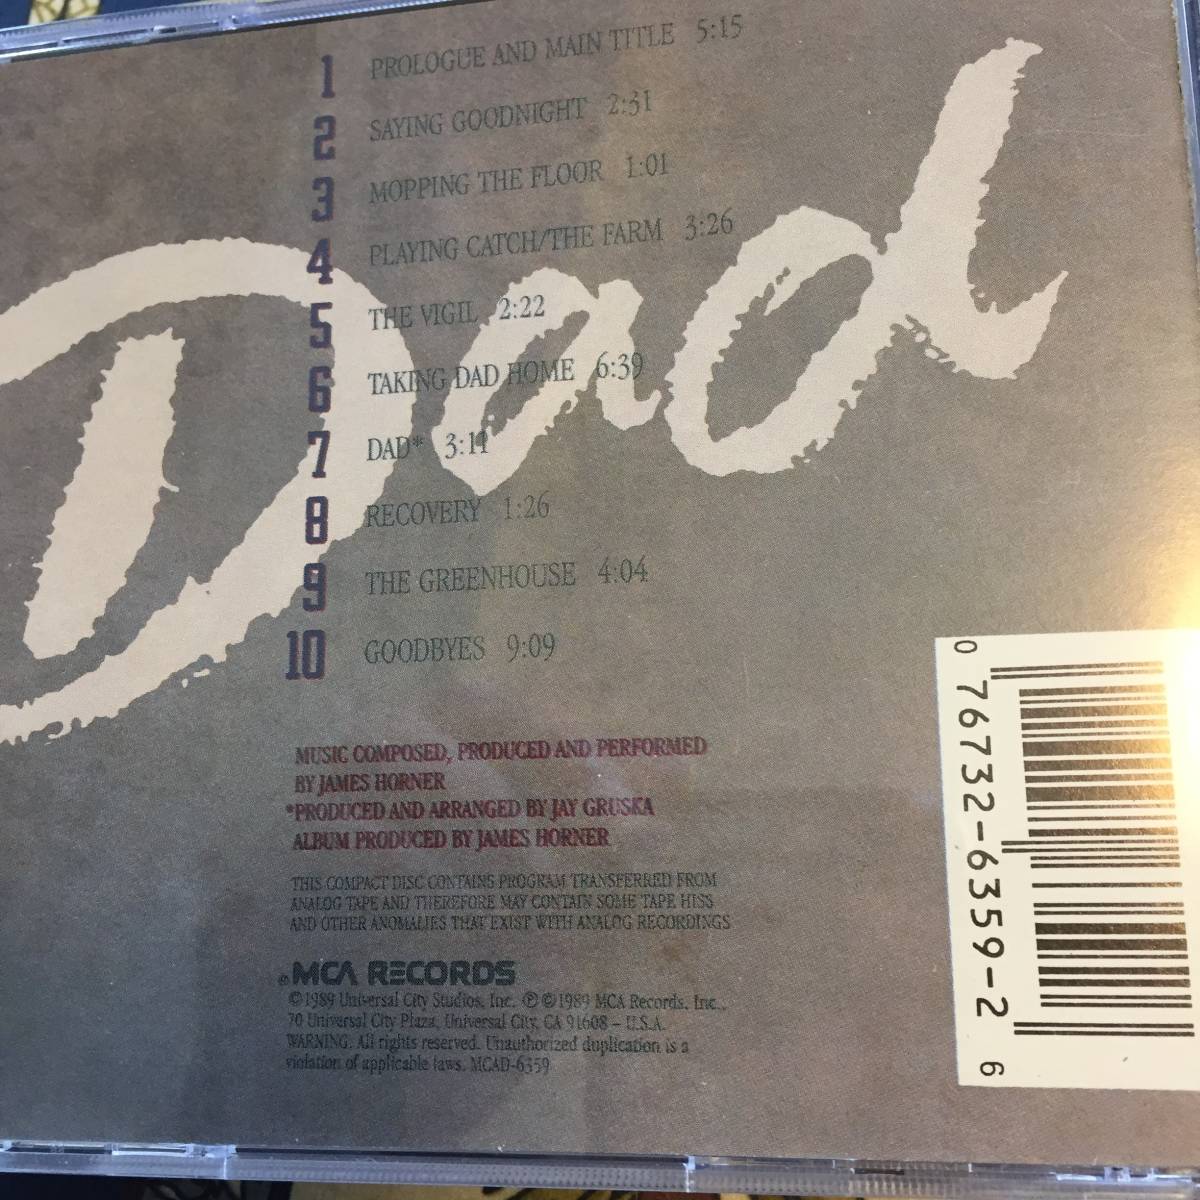 Dad
1 PROLOGUE AND MAIN TITLE 5:15
2 SAYING GOODNIGHT 2:31
3 MOPPING THE FLOOR 1:01
4 PLAYING CATCH/THE FARM 3:26
5 THE VIGIL 2:22
6 TAKING DAD HOME 6:39
7 DAD* 3:11
8 RECOVERY 1:26
9 THE GREENHOUSE 4:04
10 GOODBYES 9:09
MUSIC COMPOSED, PRODUCED AND PERFORMED
BY JAMES HORNER
*PRODUCED AND ARRANGED BY JAY GRUSKA
ALBUM PRODUCED BY JAMES HORNER
THIS COMPACT DISC CONTAINS PROGRAM TRANSFERRED FROM
ANALOG TAPE AND THEREFORE MAY CONTAIN SOME TAPE HISS
AND OTHER ANOMALIES THAT EXIST WITH ANALOG RECORDINGS
MCA RECORDS
©1989 Universal City Studios, Inc. ℗©1989 MCA Records, Inc.,
70 Universal City Plaza, Universal City, CA 91608 – U.S.A.
WARNING. All rights reserved. Unauthorized duplication is a
violation of applicable laws. MCAD-6359
0 76732-6359-2 6